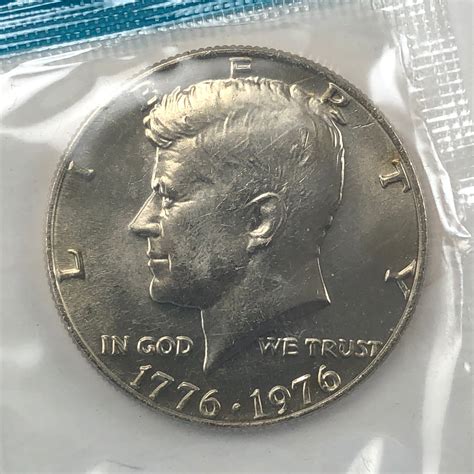 LIBERTY
IN GOD WE TRUST
1776 · 1976